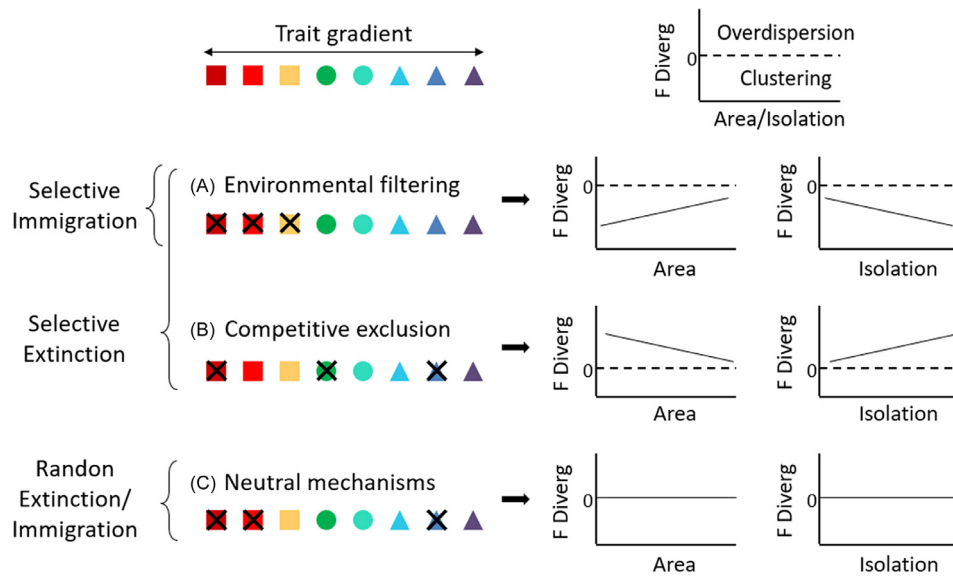 Trait gradient
F Diverg
0
Overdispersion
Clustering
Area/Isolation
Selective
Immigration
(A) Environmental filtering
F Diverg
0
Area
F Diverg
0
Isolation
Selective
Extinction
(B) Competitive exclusion
F Diverg
0
Area
F Diverg
0
Isolation
Randon
Extinction/
Immigration
(C) Neutral mechanisms
F Diverg
0
Area
F Diverg
0
Isolation